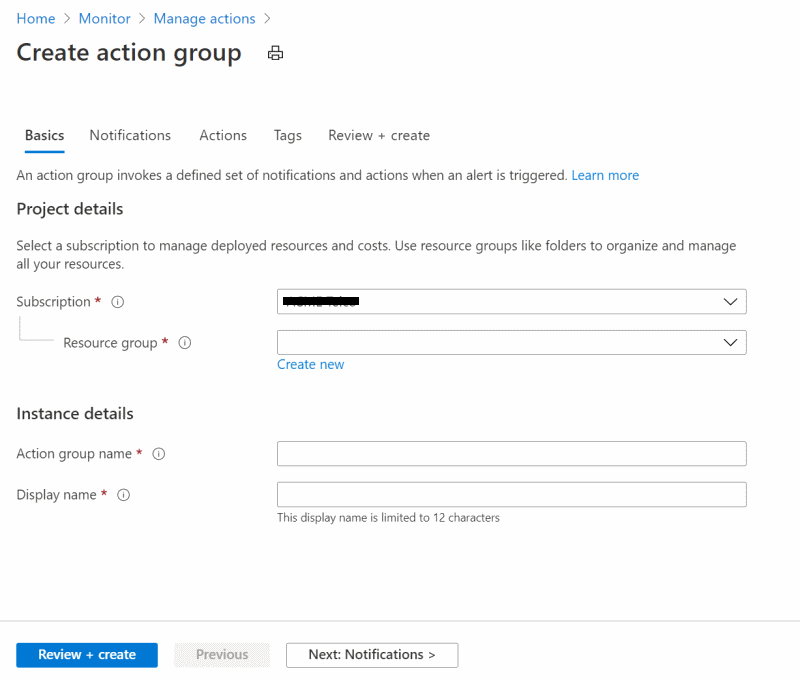 Home > Monitor > Manage actions >
Create action group
Basics Notifications Actions Tags Review + create
An action group invokes a defined set of notifications and actions when an alert is triggered. Learn more
Project details
Select a subscription to manage deployed resources and costs. Use resource groups like folders to organize and manage
all your resources.
Subscription *
Resource group *
Create new
Instance details
Action group name *
Display name *
This display name is limited to 12 characters
Review + create Previous Next: Notifications >